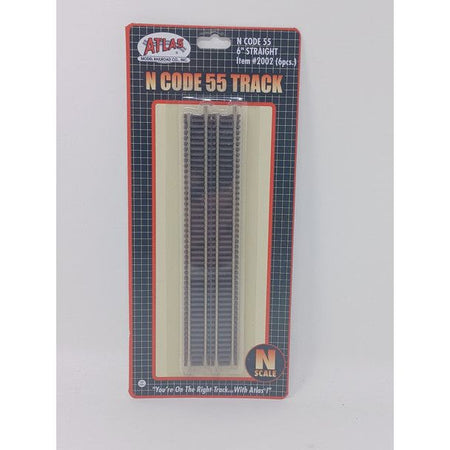 ATLAS
MODEL RAILROAD CO., INC.
N CODE 55
6" STRAIGHT
Item #2002 (6pcs.)
N CODE 55 TRACK
N
SCALE
"You're On The Right Track...With Atlas!"